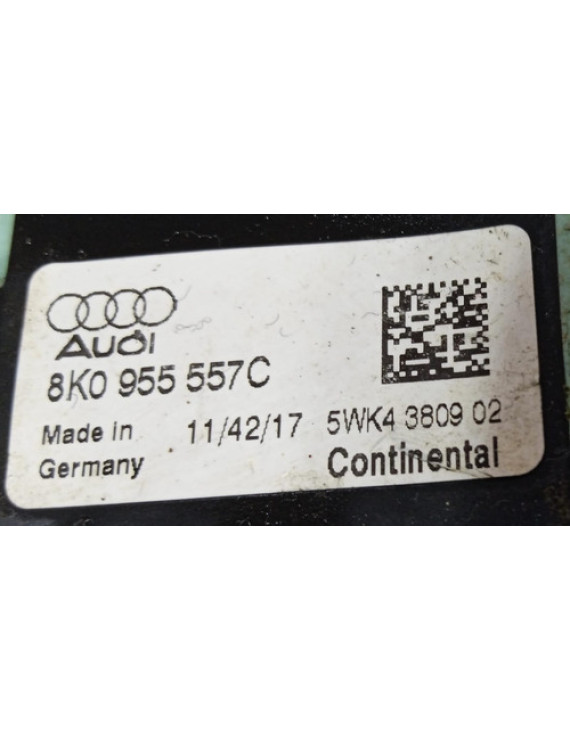 Audi
8K0 955 557C
Made in Germany
11/42/17
5WK4 3809 02
Continental